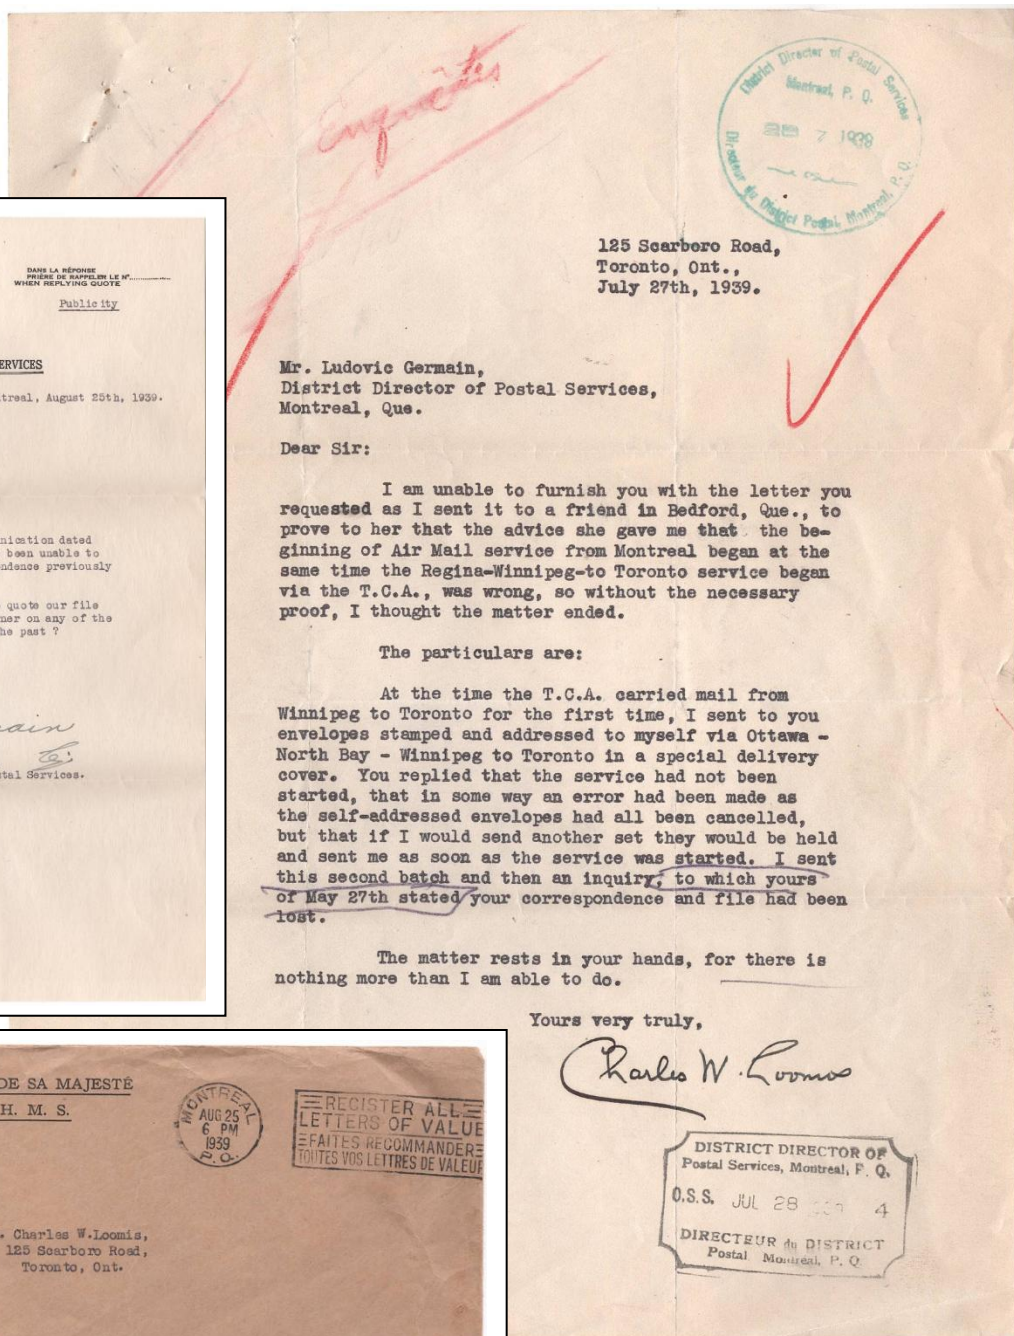 Enquêtes
District Director of Postal Services
Montreal, P. Q.
7 1939
Directeur du District Postal, Montreal, P. Q.
125 Scarboro Road,
Toronto, Ont.,
July 27th, 1939.
Mr. Ludovic Germain,
District Director of Postal Services,
Montreal, Que.
Dear Sir:
I am unable to furnish you with the letter you
requested as I sent it to a friend in Bedford, Que., to
prove to her that the advice she gave me that the be-
ginning of Air Mail service from Montreal began at the
same time the Regina-Winnipeg-to Toronto service began
via the T.C.A., was wrong, so without the necessary
proof, I thought the matter ended.
The particulars are:
At the time the T.C.A. carried mail from
Winnipeg to Toronto for the first time, I sent to you
envelopes stamped and addressed to myself via Ottawa -
North Bay - Winnipeg to Toronto in a special delivery
cover. You replied that the service had not been
started, that in some way an error had been made as
the self-addressed envelopes had all been cancelled,
but that if I would send another set they would be held
and sent me as soon as the service was started. I sent
this second batch and then an inquiry, to which yours
of May 27th stated your correspondence and file had been
lost.
The matter rests in your hands, for there is
nothing more than I am able to do.
Yours very truly,
Charles W. Loomis
DISTRICT DIRECTOR OF
Postal Services, Montreal, P. Q.
O.S.S. JUL 28 4
DIRECTEUR du DISTRICT
Postal Montreal, P. Q.
DANS LA RÉPONSE
PRIÈRE DE RAPPELER LE Nº
WHEN REPLYING QUOTE
Publicity
ERVICES
treal, August 25th, 1939.
nication dated
been unable to
ndence previously
quote our file
ner on any of the
he past ?
ain
tal Services.
DE SA MAJESTÉ
H. M. S.
MONTREAL
AUG 25
6 PM
1939
P.Q.
REGISTER ALL
LETTERS OF VALUE
FAITES RECOMMANDER
TOUTES VOS LETTRES DE VALEUR
. Charles W.Loomis,
125 Scarboro Road,
Toronto, Ont.